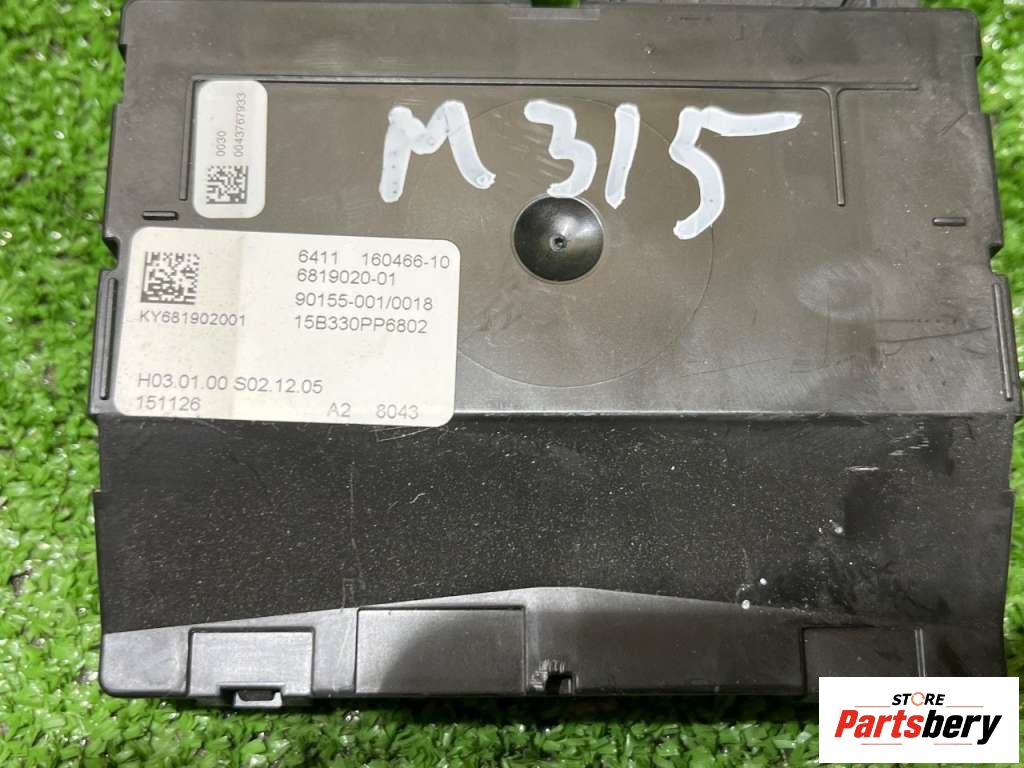 M315
0030
0043767933
6411 160466-10
6819020-01
90155-001/0018
KY681902001 15B330PP6802
H03.01.00 S02.12.05
151126 A2 8043
STORE
Partsbery